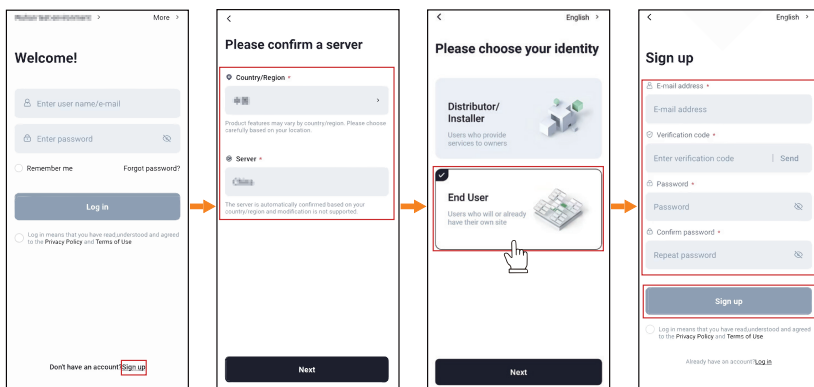 More >
Welcome!
Enter user name/e-mail
Enter password
Remember me
Forgot password?
Log in
Log in means that you have read,understood and agreed
to the Privacy Policy and Terms of Use
Don't have an account?Sign up
Please confirm a server
Country/Region *
Product features may vary by country/region. Please choose
carefully based on your location.
Server *
China
The server is automatically confirmed based on your
country/region and modification is not supported.
Next
English >
Please choose your identity
Distributor/
Installer
Users who provide
services to owners
End User
Users who will or already
have their own site
Next
English >
Sign up
E-mail address *
E-mail address
Verification code *
Enter verification code | Send
Password *
Password
Confirm password *
Repeat password
Sign up
Log in means that you have read,understood and agreed
to the Privacy Policy and Terms of Use
Already have an account?Log in